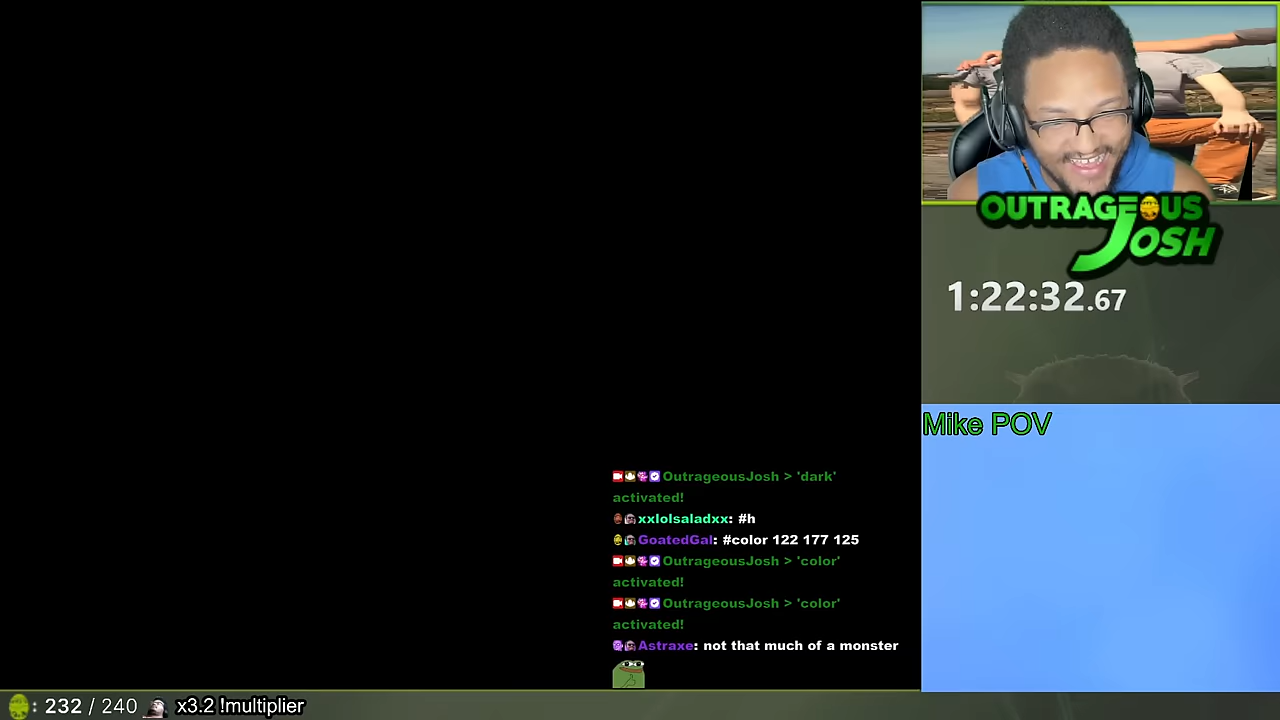 OUTRAGEOUS
JOSH
1:22:32.67
Mike POV
OutrageousJosh > 'dark'
activated!
xxlolsaladxx: #h
GoatedGal: #color 122 177 125
OutrageousJosh > 'color'
activated!
OutrageousJosh > 'color'
activated!
Astraxe: not that much of a monster
: 232 / 240 x3.2 !multiplier